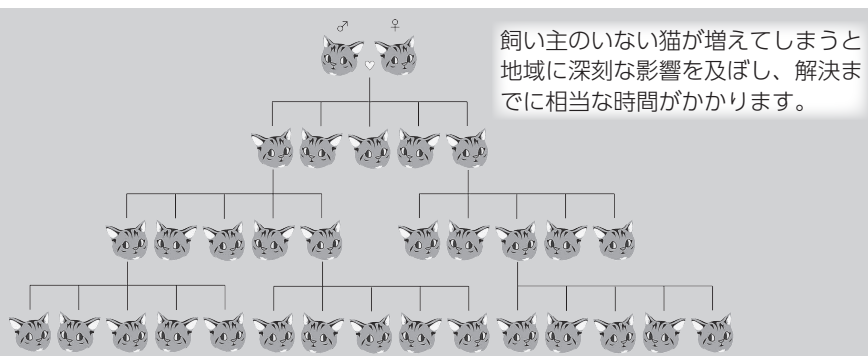 ♂ ♀
飼い主のいない猫が増えてしまうと
地域に深刻な影響を及ぼし、解決ま
でに相当な時間がかかります。